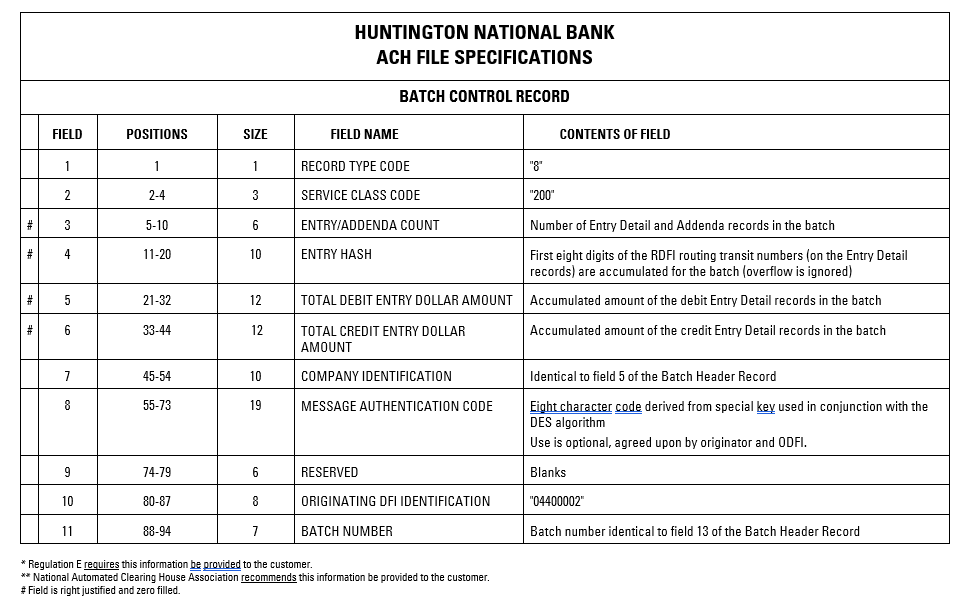 HUNTINGTON NATIONAL BANK
ACH FILE SPECIFICATIONS
BATCH CONTROL RECORD
FIELD POSITIONS SIZE FIELD NAME CONTENTS OF FIELD
1 1 1 RECORD TYPE CODE "8"
2 2-4 3 SERVICE CLASS CODE "200"
# 3 5-10 6 ENTRY/ADDENDA COUNT Number of Entry Detail and Addenda records in the batch
# 4 11-20 10 ENTRY HASH First eight digits of the RDFI routing transit numbers (on the Entry Detail
records) are accumulated for the batch (overflow is ignored)
# 5 21-32 12 TOTAL DEBIT ENTRY DOLLAR AMOUNT Accumulated amount of the debit Entry Detail records in the batch
# 6 33-44 12 TOTAL CREDIT ENTRY DOLLAR Accumulated amount of the credit Entry Detail records in the batch
AMOUNT
7 45-54 10 COMPANY IDENTIFICATION Identical to field 5 of the Batch Header Record
8 55-73 19 MESSAGE AUTHENTICATION CODE Eight character code derived from special key used in conjunction with the
DES algorithm
Use is optional, agreed upon by originator and ODFI.
9 74-79 6 RESERVED Blanks
10 80-87 8 ORIGINATING DFI IDENTIFICATION "04400002"
11 88-94 7 BATCH NUMBER Batch number identical to field 13 of the Batch Header Record
* Regulation E requires this information be provided to the customer.
** National Automated Clearing House Association recommends this information be provided to the customer.
# Field is right justified and zero filled.